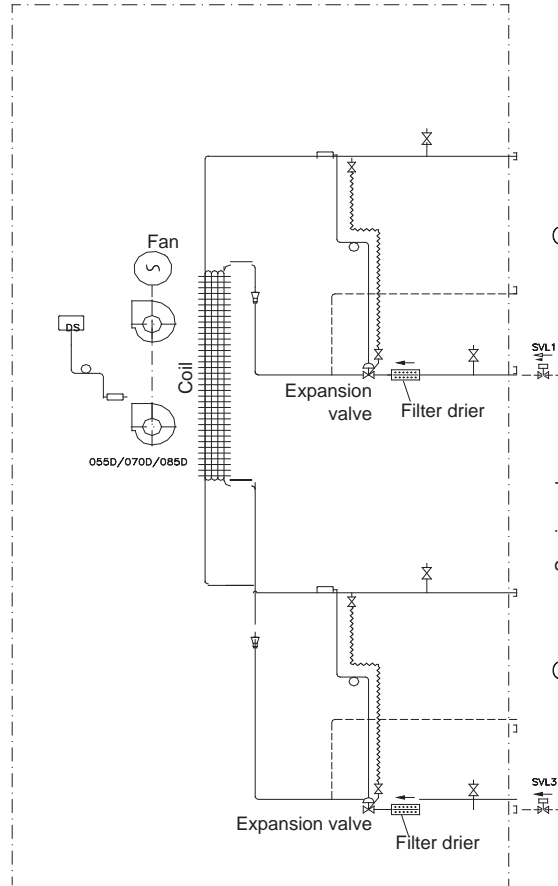 Fan
S
DS
Coil
SVL1
Expansion
valve
Filter drier
055D/070D/085D
SVL3
Expansion valve
Filter drier